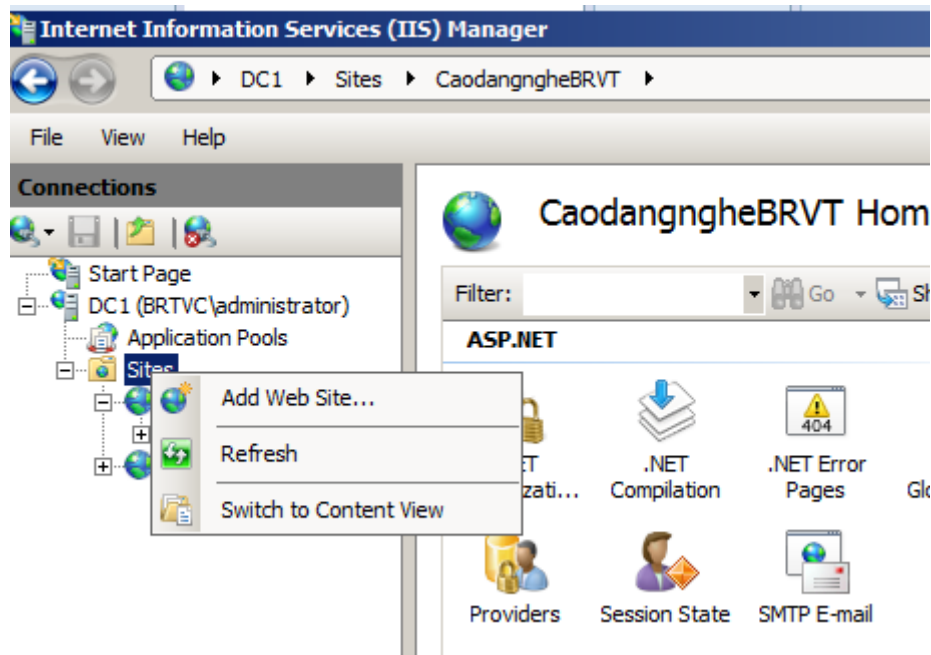 Internet Information Services (IIS) Manager
DC1 Sites CaodangngheBRVT
File View Help
Connections
Start Page
DC1 (BRTVC\administrator)
Application Pools
Sites
Add Web Site...
Refresh
Switch to Content View
CaodangngheBRVT Hom
Filter: Go Sh
ASP.NET
.NET Compilation
.NET Error Pages
404
Providers
Session State
SMTP E-mail